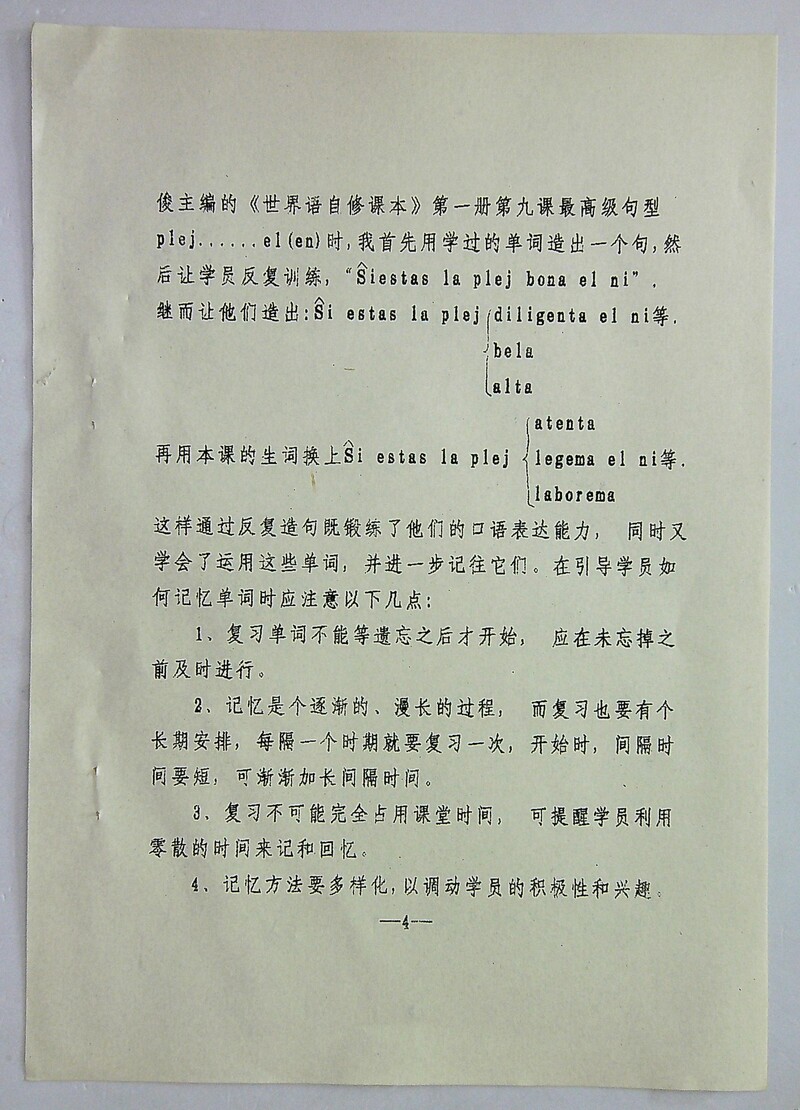 俊主编的《世界语自修课本》第一册第九课最高级句型
plej......el(en)时,我首先用学过的单词造出一个句,然
后让学员反复训练,“Ŝiestas la plej bona el ni”.
继而让他们造出:Ŝi estas la plej diligenta el ni等.
bela
alta
atenta
再用本课的生词换上Ŝi estas la plej legema el ni等.
laborema
这样通过反复造句既锻练了他们的口语表达能力, 同时又
学会了运用这些单词,并进一步记往它们。在引导学员如
何记忆单词时应注意以下几点:
1、复习单词不能等遗忘之后才开始, 应在未忘掉之
前及时进行。
2、记忆是个逐渐的、漫长的过程, 而复习也要有个
长期安排,每隔一个时期就要复习一次,开始时,间隔时
间要短,可渐渐加长间隔时间。
3、复习不可能完全占用课堂时间, 可提醒学员利用
零散的时间来记和回忆。
4、记忆方法要多样化,以调动学员的积极性和兴趣。
—4—